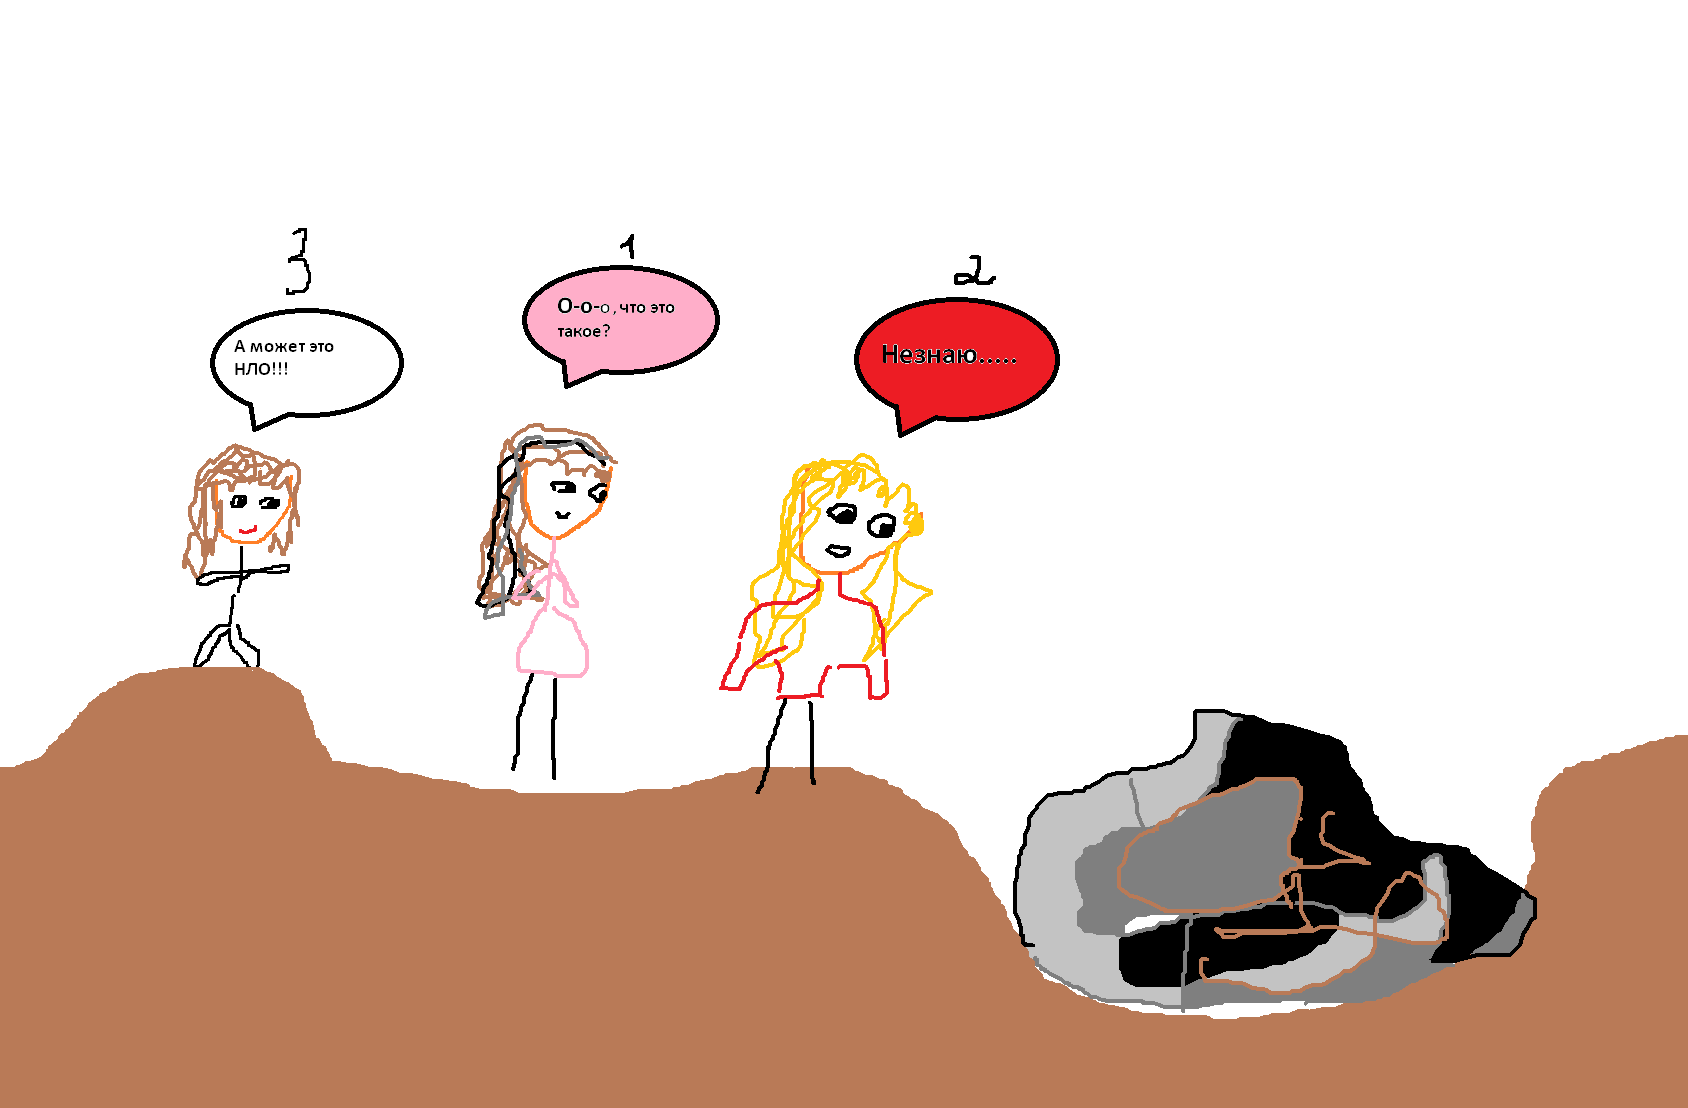 3
А может это
НЛО!!!
1
О-о-о , что это
такое?
2
Незнаю.....